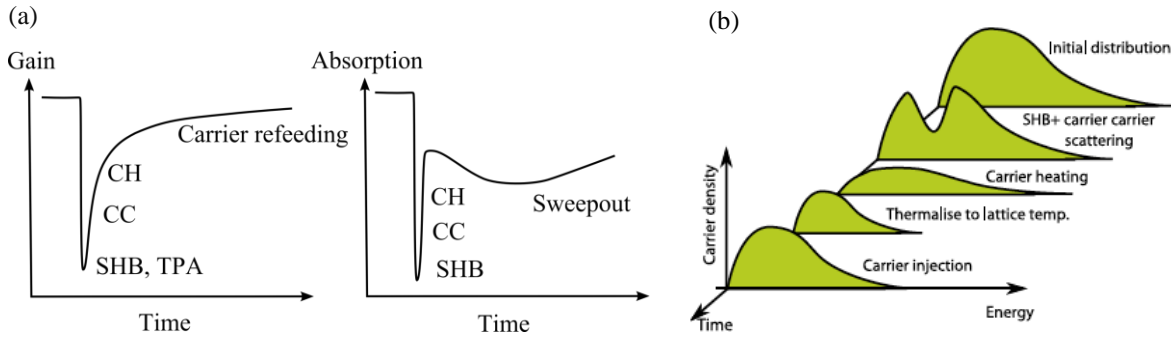 (a)
Gain
Carrier refeeding
CH
CC
SHB, TPA
Time
Absorption
CH
CC
SHB
Sweepout
Time
(b)
Initial distribution
SHB+ carrier carrier
scattering
Carrier heating
Thermalise to lattice temp.
Carrier injection
Carrier density
Time
Energy